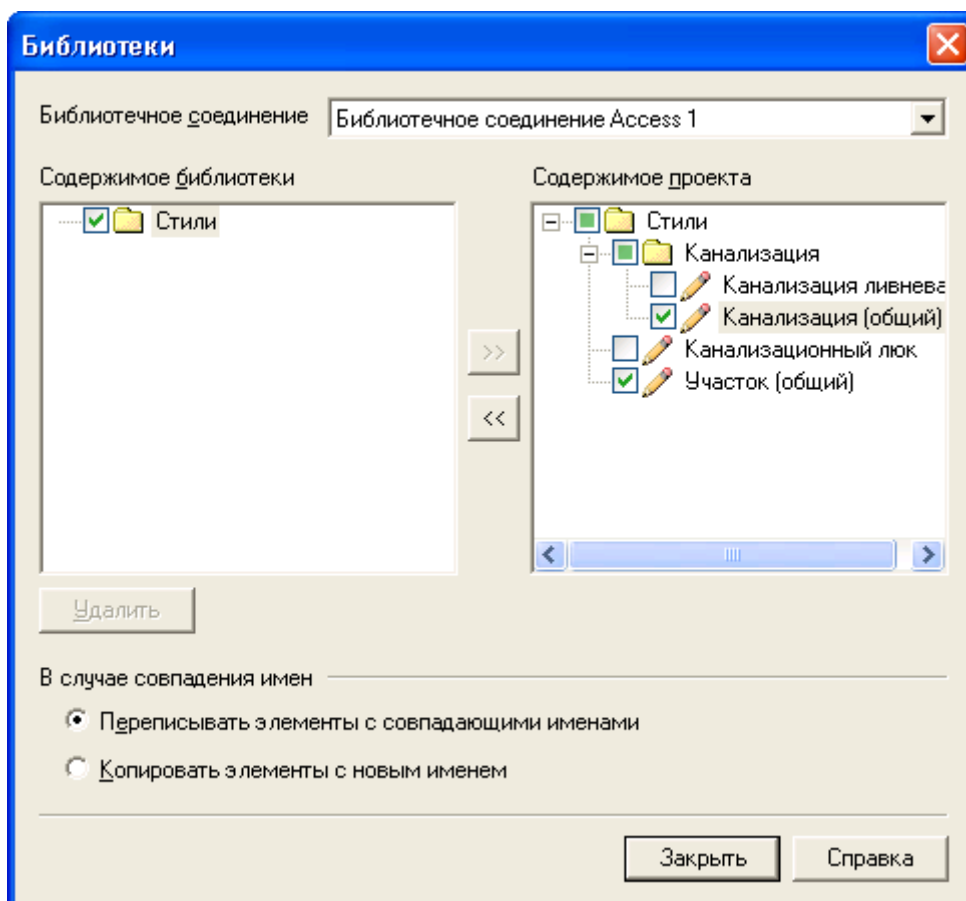 Библиотеки
Библиотечное соединение Библиотечное соединение Access 1
Содержимое библиотеки Содержимое проекта
Стили Стили
Канализация
Канализация ливнева
Канализация (общий)
>> Канализационный люк
Участок (общий)
<<
Удалить
В случае совпадения имен
Переписывать элементы с совпадающими именами
Копировать элементы с новым именем
Закрыть Справка